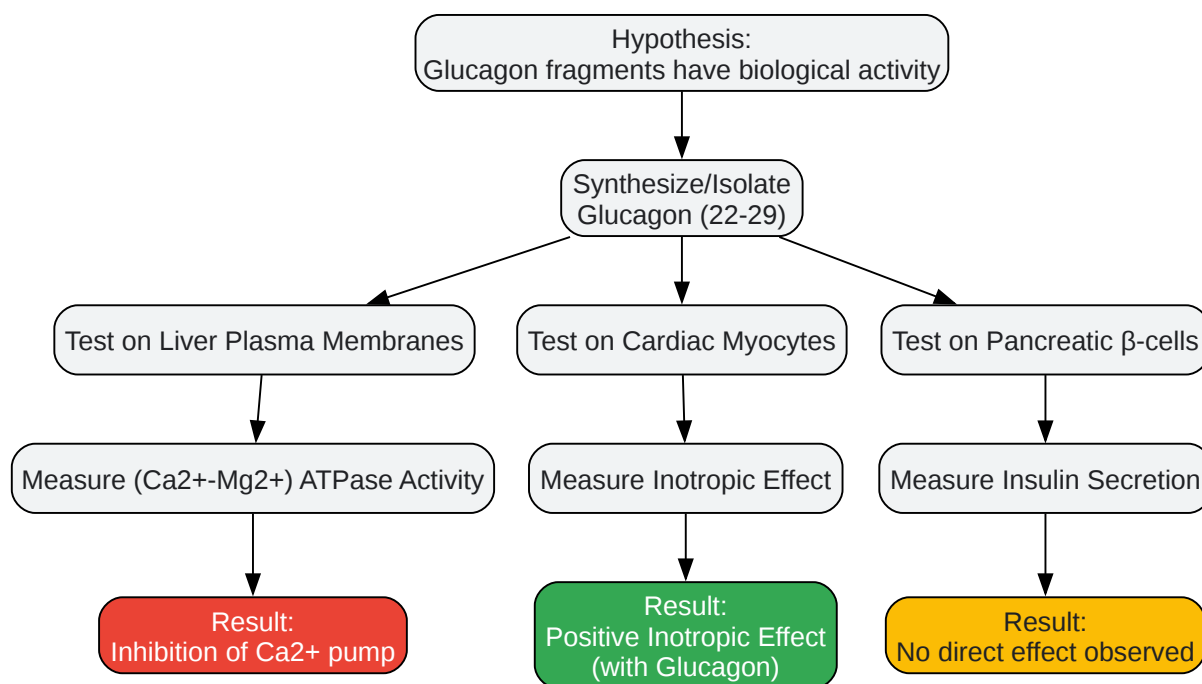 Hypothesis:
Glucagon fragments have biological activity
Synthesize/Isolate
Glucagon (22-29)
Test on Liver Plasma Membranes
Test on Cardiac Myocytes
Test on Pancreatic β-cells
Measure (Ca2+-Mg2+) ATPase Activity
Measure Inotropic Effect
Measure Insulin Secretion
Result:
Inhibition of Ca2+ pump
Result:
Positive Inotropic Effect
(with Glucagon)
Result:
No direct effect observed